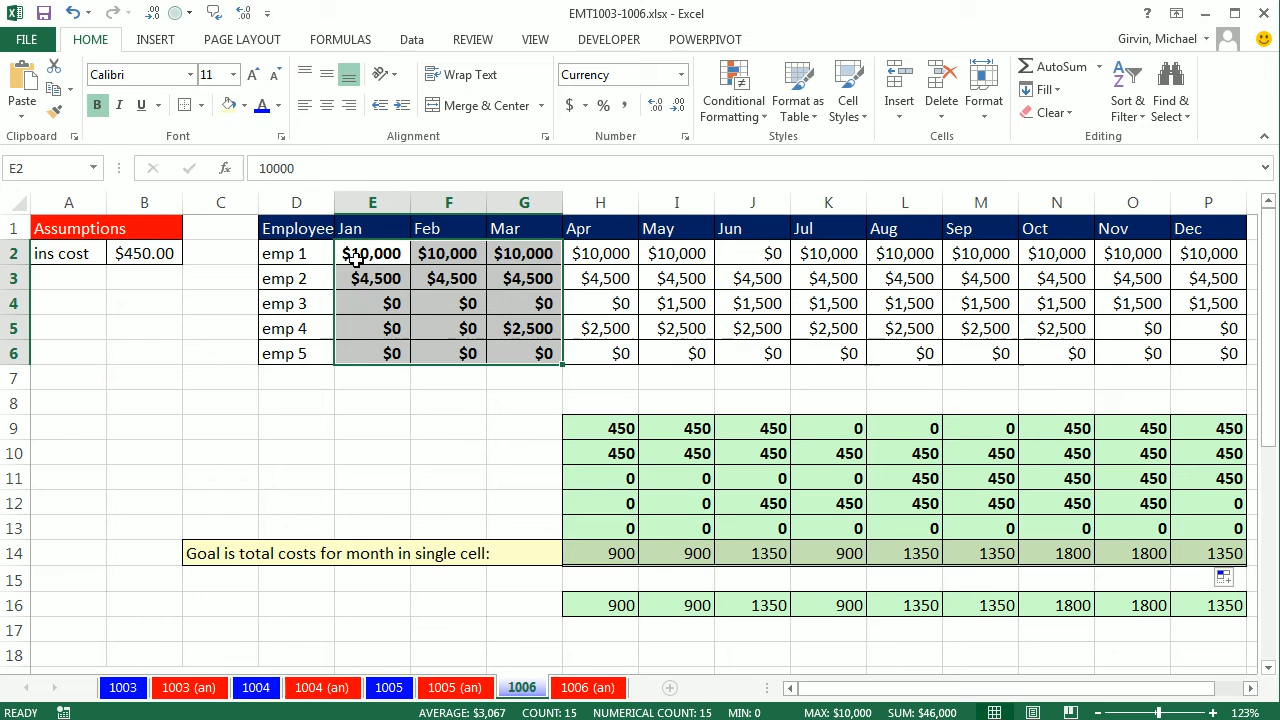 EMT1003-1006.xlsx - Excel
FILE HOME INSERT PAGE LAYOUT FORMULAS Data REVIEW VIEW DEVELOPER POWERPIVOT Girvin, Michael
Paste Calibri 11 Wrap Text Currency AutoSum
B I U A Merge & Center $ % , Conditional Formatting Format as Table Cell Styles Insert Delete Format Fill Clear Sort & Filter Find & Select
Clipboard Font Alignment Number Styles Cells Editing
E2 fx 10000
A B C D E F G H I J K L M N O P
1 Assumptions Employee Jan Feb Mar Apr May Jun Jul Aug Sep Oct Nov Dec
2 ins cost $450.00 emp 1 $10,000 $10,000 $10,000 $10,000 $10,000 $0 $10,000 $10,000 $10,000 $10,000 $10,000 $10,000
3 emp 2 $4,500 $4,500 $4,500 $4,500 $4,500 $4,500 $4,500 $4,500 $4,500 $4,500 $4,500 $4,500
4 emp 3 $0 $0 $0 $0 $1,500 $1,500 $1,500 $1,500 $1,500 $1,500 $1,500 $1,500
5 emp 4 $0 $0 $2,500 $2,500 $2,500 $2,500 $2,500 $2,500 $2,500 $2,500 $0 $0
6 emp 5 $0 $0 $0 $0 $0 $0 $0 $0 $0 $0 $0 $0
7
8
9 450 450 450 0 0 0 450 450 450
10 450 450 450 450 450 450 450 450 450
11 0 0 0 0 450 450 450 450 450
12 0 0 450 450 450 450 450 450 0
13 0 0 0 0 0 0 0 0 0
14 Goal is total costs for month in single cell: 900 900 1350 900 1350 1350 1800 1800 1350
15
16 900 900 1350 900 1350 1350 1800 1800 1350
17
18
1003 1003 (an) 1004 1004 (an) 1005 1005 (an) 1006 1006 (an)
READY AVERAGE: $3,067 COUNT: 15 NUMERICAL COUNT: 15 MIN: $0 MAX: $10,000 SUM: $46,000 123%